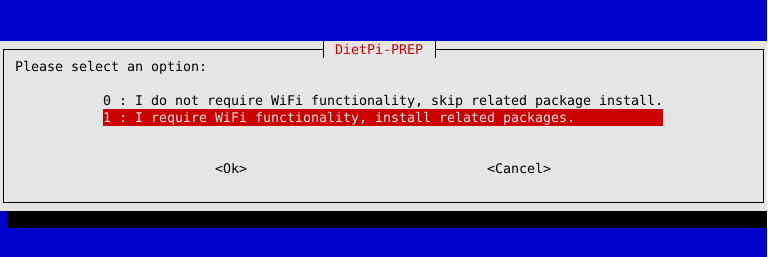 DietPi-PREP
Please select an option:
0 : I do not require WiFi functionality, skip related package install.
1 : I require WiFi functionality, install related packages.
<Ok> <Cancel>